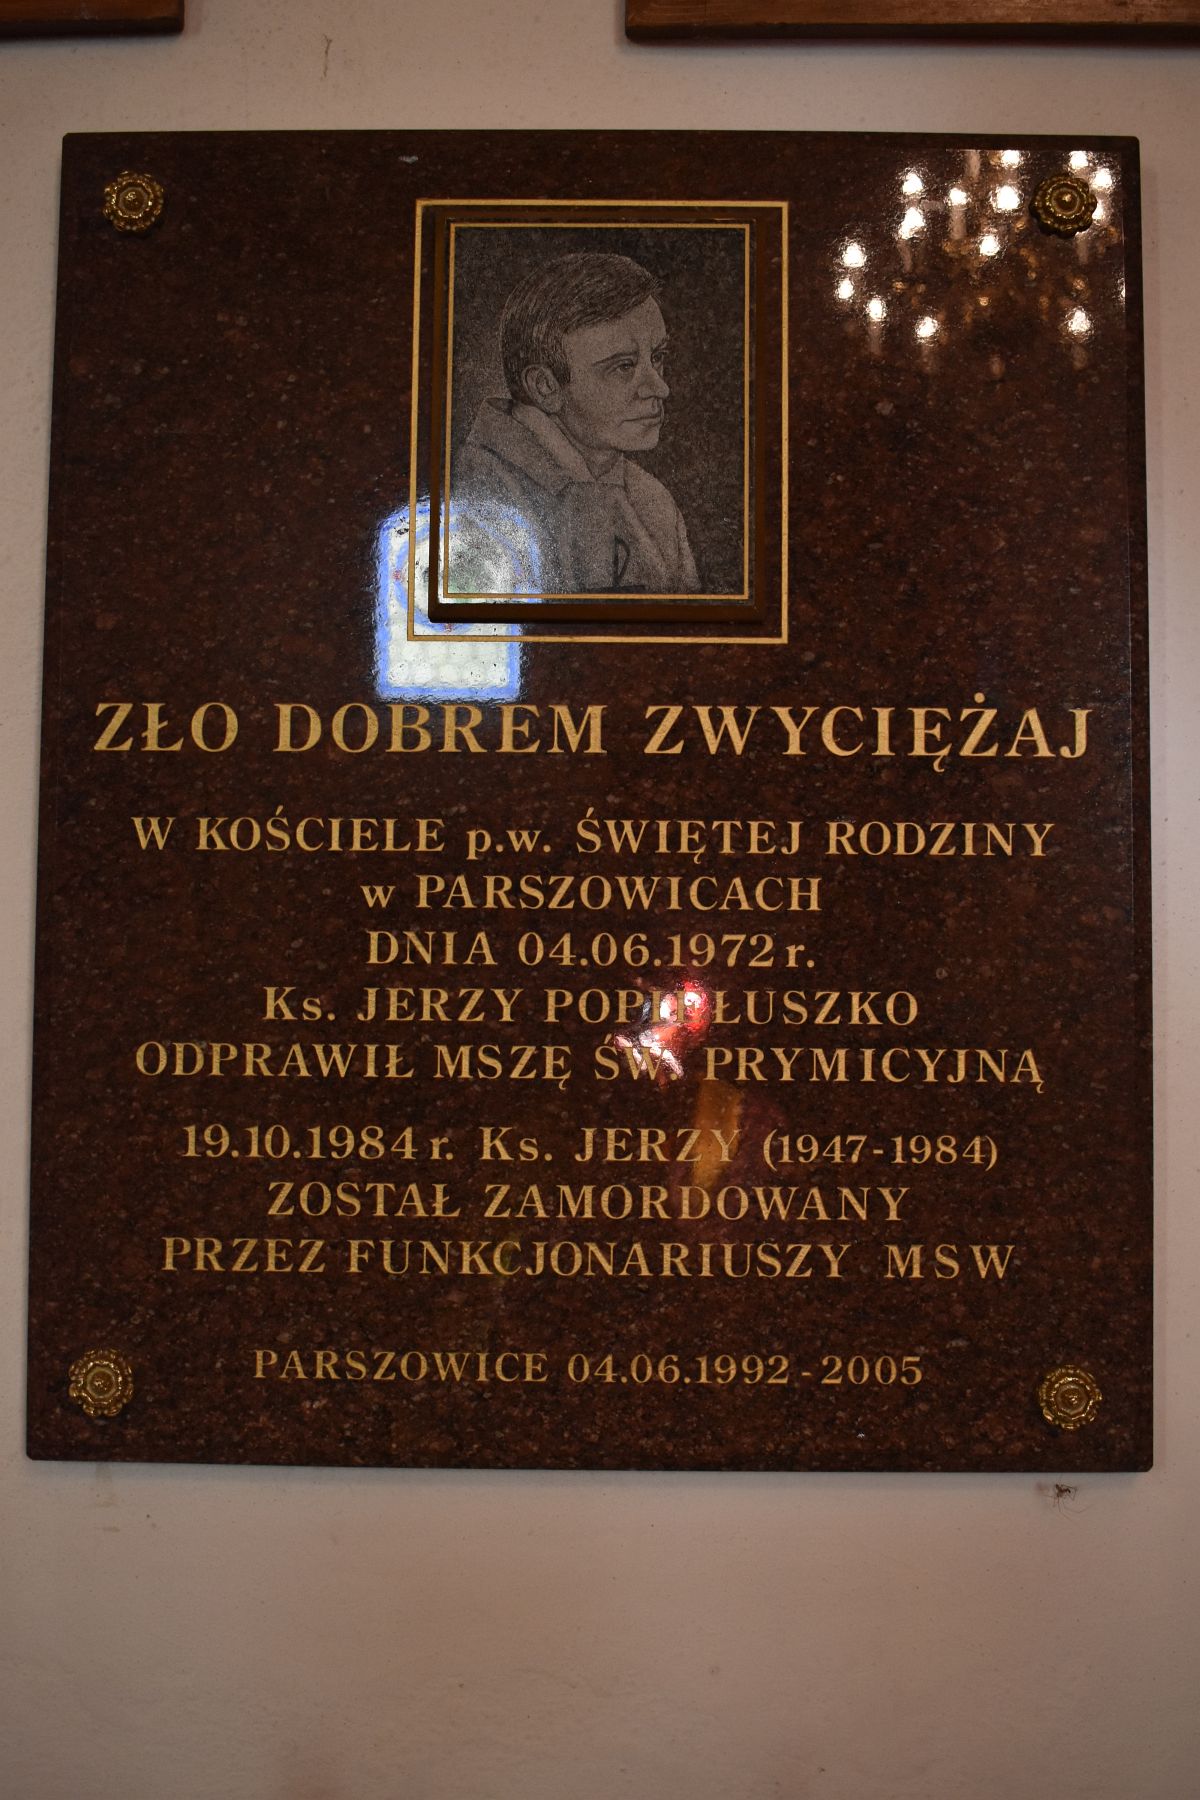 ZŁO DOBREM ZWYCIĘŻAJ
W KOŚCIELE p.w. ŚWIĘTEJ RODZINY
w PARSZOWICACH
DNIA 04.06.1972 r.
Ks. JERZY POPIEŁUSZKO
ODPRAWIŁ MSZĘ ŚW. PRYMICYJNĄ
19.10.1984 r. Ks. JERZY (1947-1984)
ZOSTAŁ ZAMORDOWANY
PRZEZ FUNKCJONARIUSZY MSW
PARSZOWICE 04.06.1992 - 2005